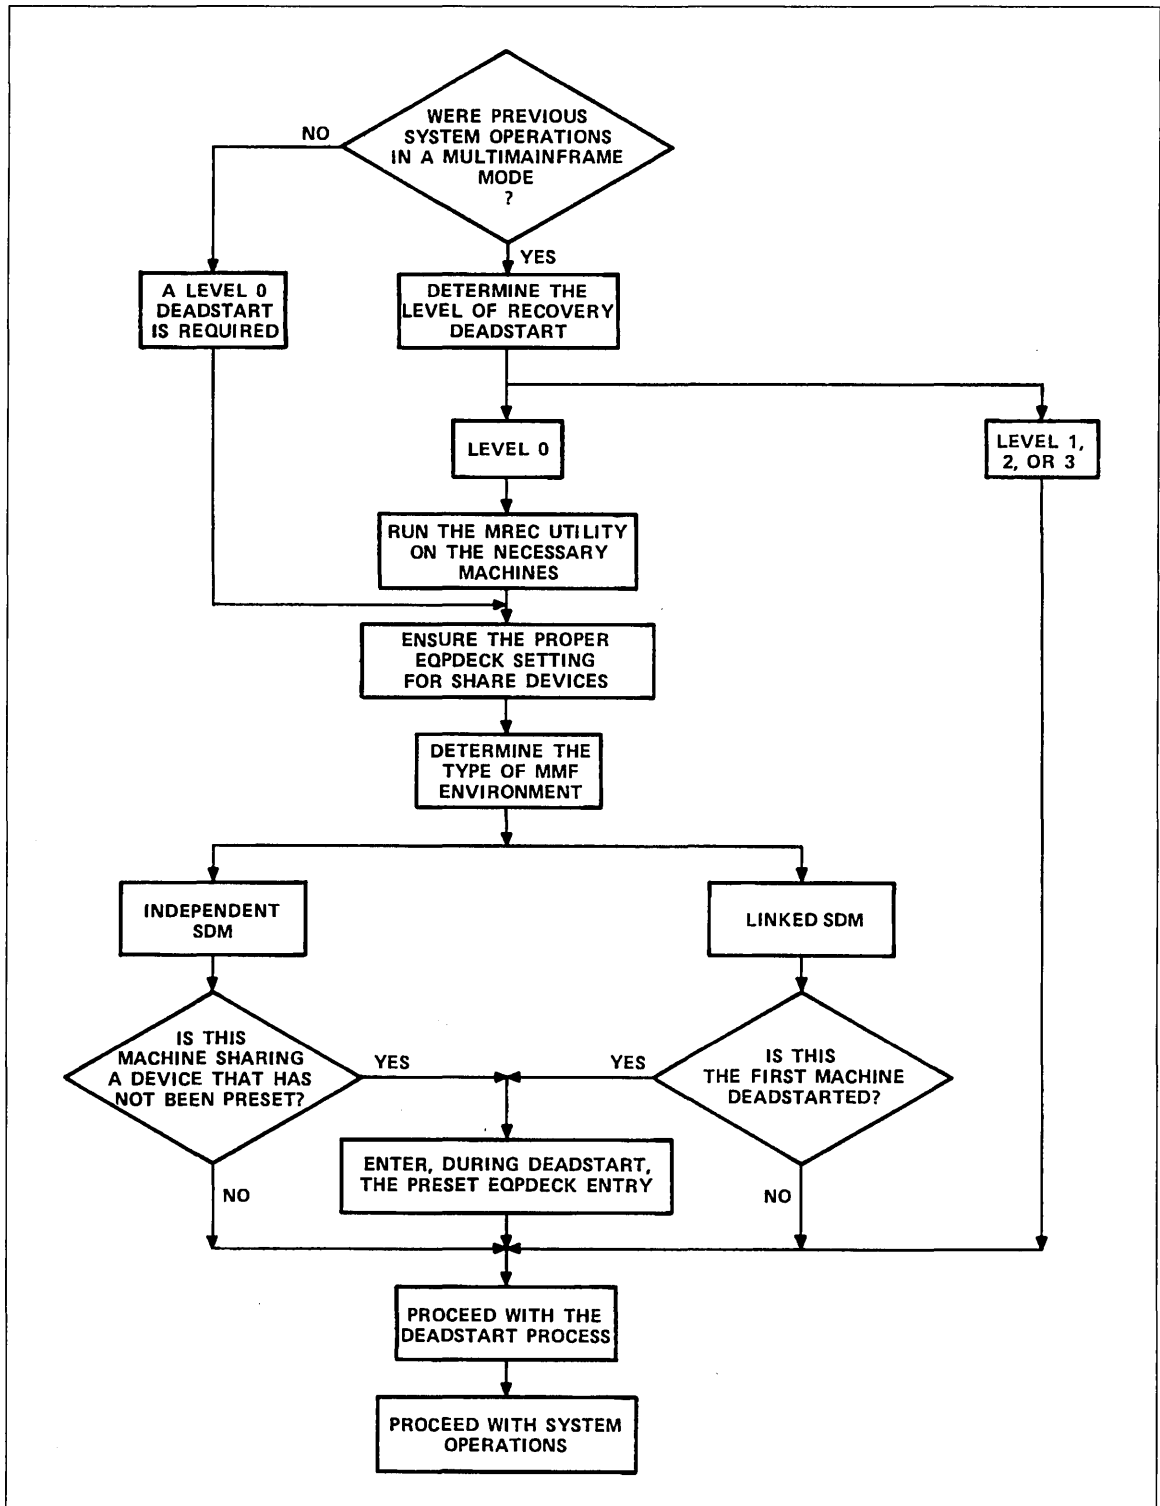 WERE PREVIOUS
SYSTEM OPERATIONS
IN A MULTIMAINFRAME
MODE
?
NO
YES
A LEVEL 0
DEADSTART
IS REQUIRED
DETERMINE THE
LEVEL OF RECOVERY
DEADSTART
LEVEL 0
LEVEL 1,
2, OR 3
RUN THE MREC UTILITY
ON THE NECESSARY
MACHINES
ENSURE THE PROPER
EQPDECK SETTING
FOR SHARE DEVICES
DETERMINE THE
TYPE OF MMF
ENVIRONMENT
INDEPENDENT
SDM
LINKED SDM
IS THIS
MACHINE SHARING
A DEVICE THAT HAS
NOT BEEN PRESET?
YES
YES
IS THIS
THE FIRST MACHINE
DEADSTARTED?
ENTER, DURING DEADSTART,
THE PRESET EQPDECK ENTRY
NO
NO
PROCEED WITH THE
DEADSTART PROCESS
PROCEED WITH SYSTEM
OPERATIONS